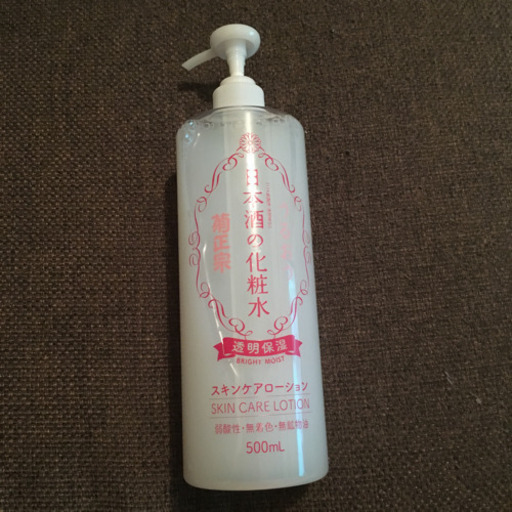 日本酒の化粧水
菊正宗
透明保湿
BRIGHT MOIST
スキンケアローション
SKIN CARE LOTION
弱酸性・無着色・無鉱物油
500mL